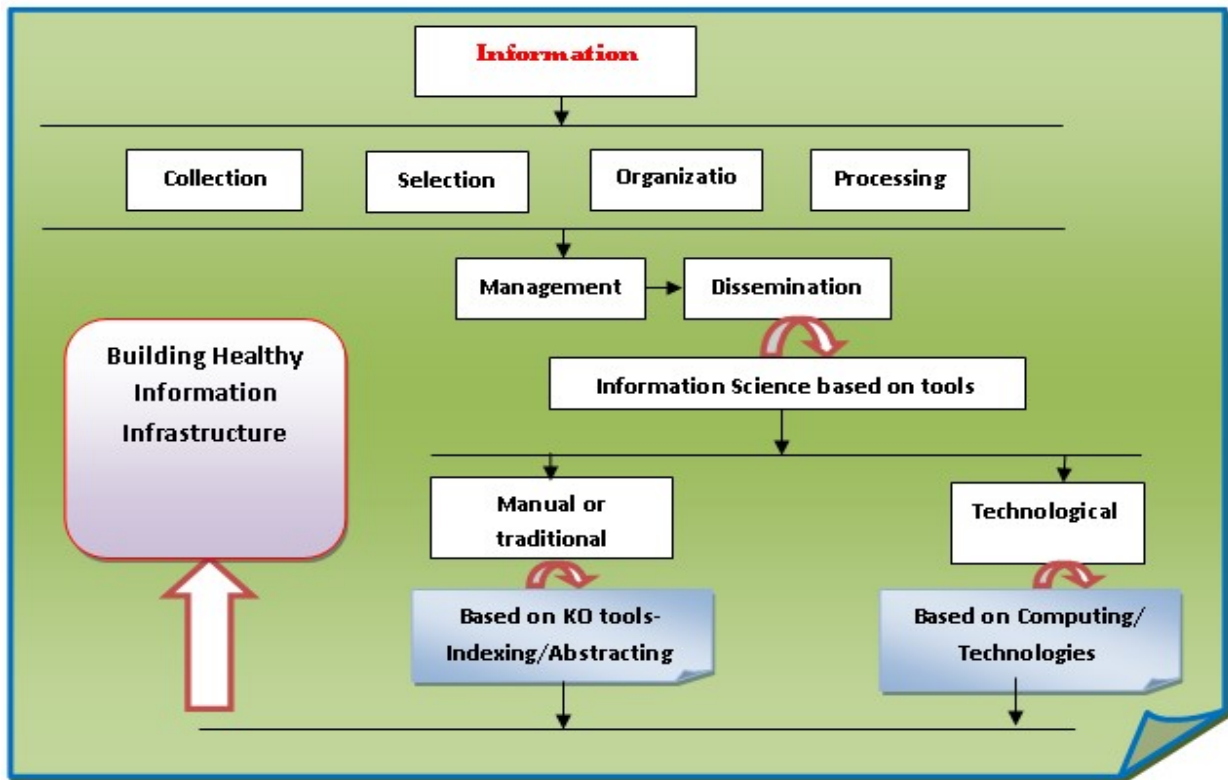 Information
Collection
Selection
Organizatio
Processing
Management
Dissemination
Building Healthy
Information
Infrastructure
Information Science based on tools
Manual or
traditional
Technological
Based on KO tools-
Indexing/Abstracting
Based on Computing/
Technologies